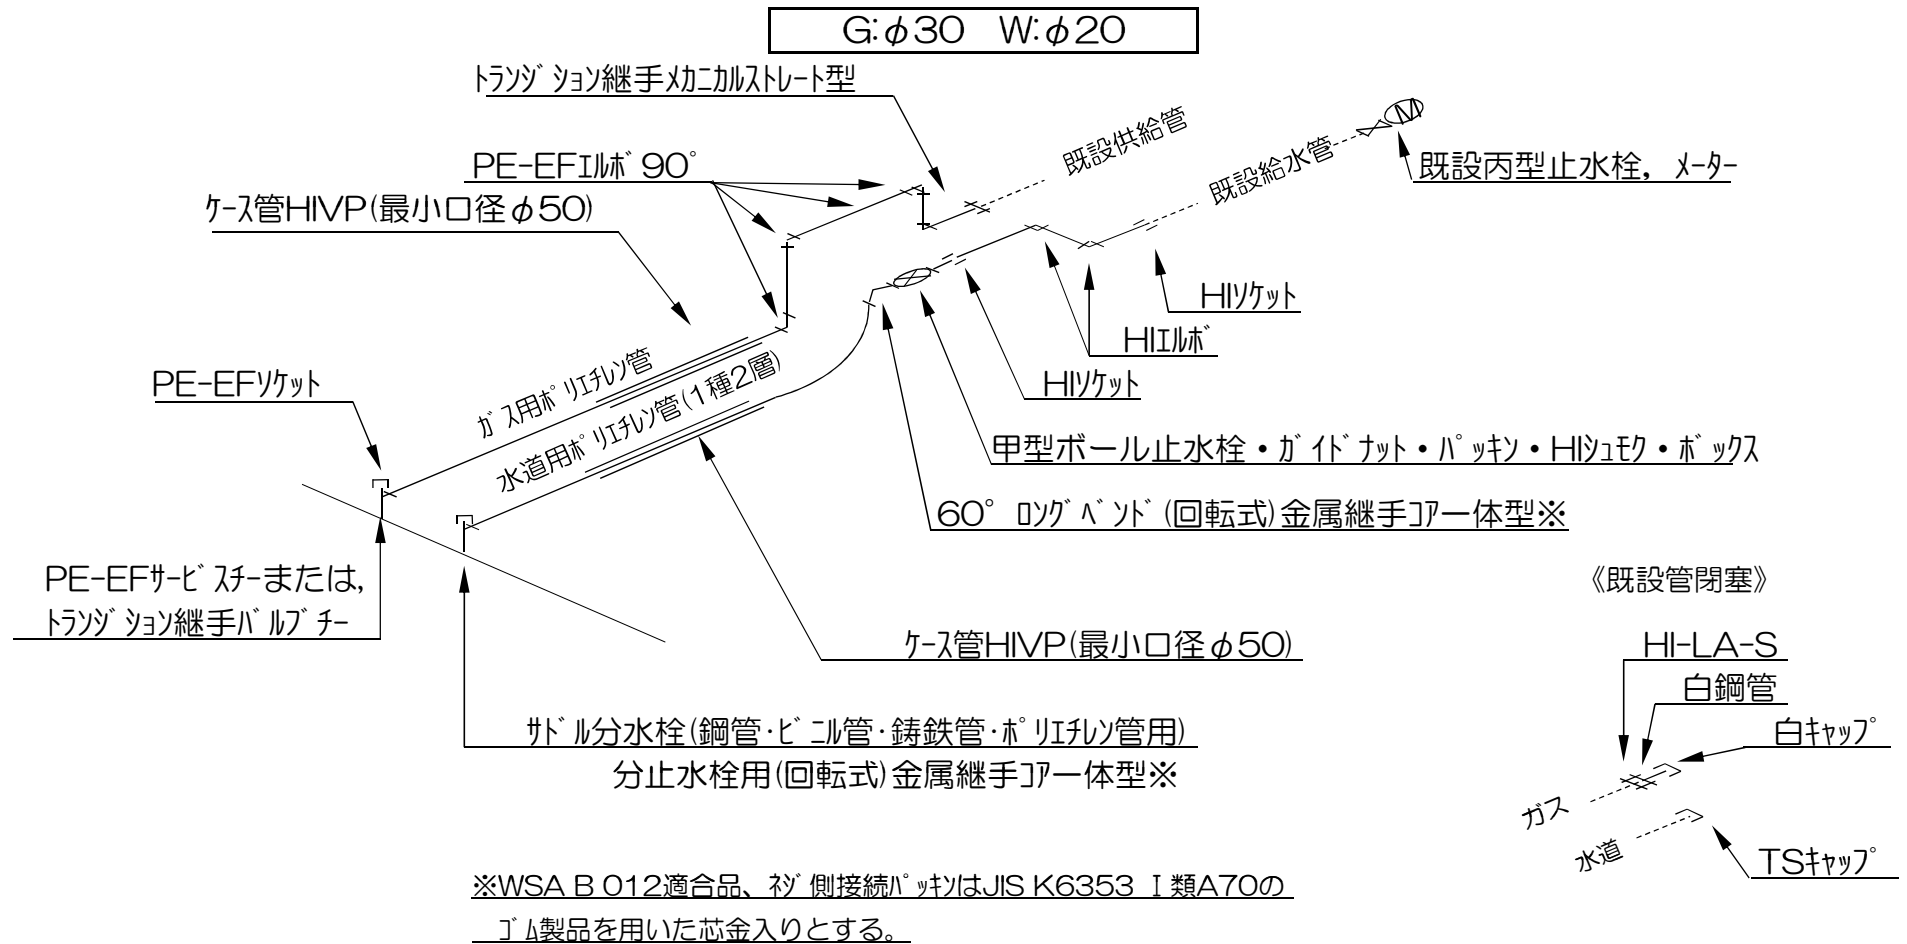 G:φ30　W:φ20
ﾄﾗﾝｼﾞｼｮﾝ継手ﾒｶﾆｶﾙｽﾄﾚｰﾄ型
既設供給管
M
PE-EFｴﾙﾎﾞ90°
既設給水管
既設丙型止水栓，ﾒｰﾀｰ
ｹｰｽ管HIVP(最小口径φ50)
HIｿｹｯﾄ
HIｴﾙﾎﾞ
PE-EFｿｹｯﾄ
ｶﾞｽ用ﾎﾟﾘｴﾁﾚﾝ管
HIｿｹｯﾄ
水道用ﾎﾟﾘｴﾁﾚﾝ管(1種2層)
甲型ボール止水栓・ｶﾞｲﾄﾞﾅｯﾄ・ﾊﾟｯｷﾝ・HIｼｭﾓｸ・ﾎﾞｯｸｽ
60°ﾛﾝｸﾞﾍﾞﾝﾄﾞ(回転式)金属継手ｺｱ一体型※
PE-EFｻｰﾋﾞｽﾁｰまたは，
ﾄﾗﾝｼﾞｼｮﾝ継手ﾊﾞﾙﾌﾞﾁｰ
《既設管閉塞》
ｹｰｽ管HIVP(最小口径φ50)
HI-LA-S
白鋼管
白ｷｬｯﾌﾟ
ｻﾄﾞﾙ分水栓(鋼管･ﾋﾞﾆﾙ管･鋳鉄管･ﾎﾟﾘｴﾁﾚﾝ管用)
分止水栓用(回転式)金属継手ｺｱ一体型※
ガス
水道
TSｷｬｯﾌﾟ
※WSA B 012適合品、ﾈｼﾞ側接続ﾊﾟｯｷﾝはJIS K6353 Ｉ類A70の
ｺﾞﾑ製品を用いた芯金入りとする。